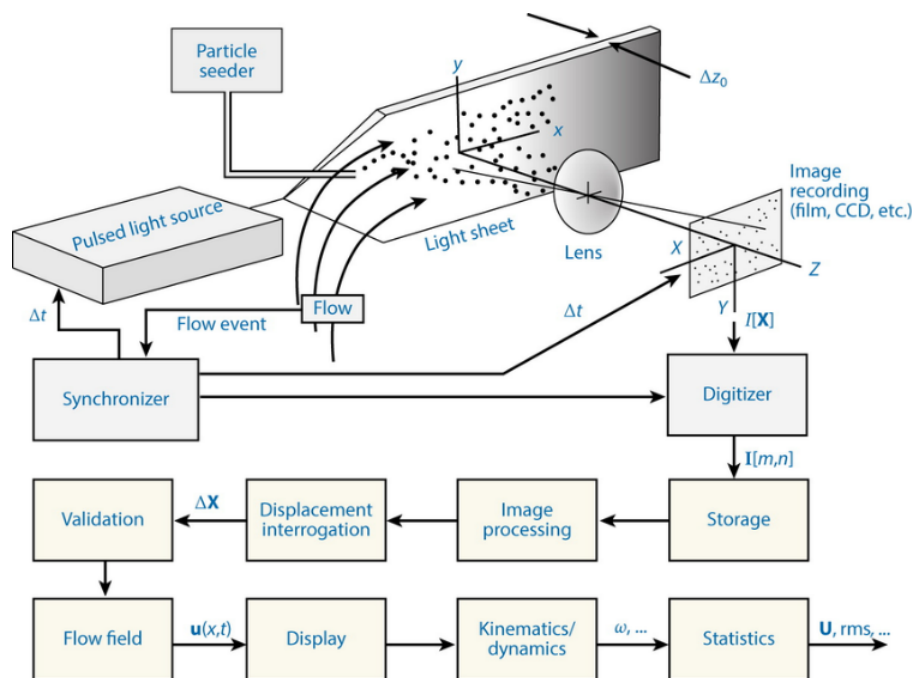 Particle
seeder
Δz₀
y
x
Image
recording
(film, CCD, etc.)
Pulsed light source
Light sheet
Lens
X
Z
Y
Δt
Flow
Flow event
Δt
I[X]
Synchronizer
Digitizer
I[m,n]
Validation
ΔX
Displacement
interrogation
Image
processing
Storage
Flow field
u(x,t)
Display
Kinematics/
dynamics
ω, ...
Statistics
U, rms, ...